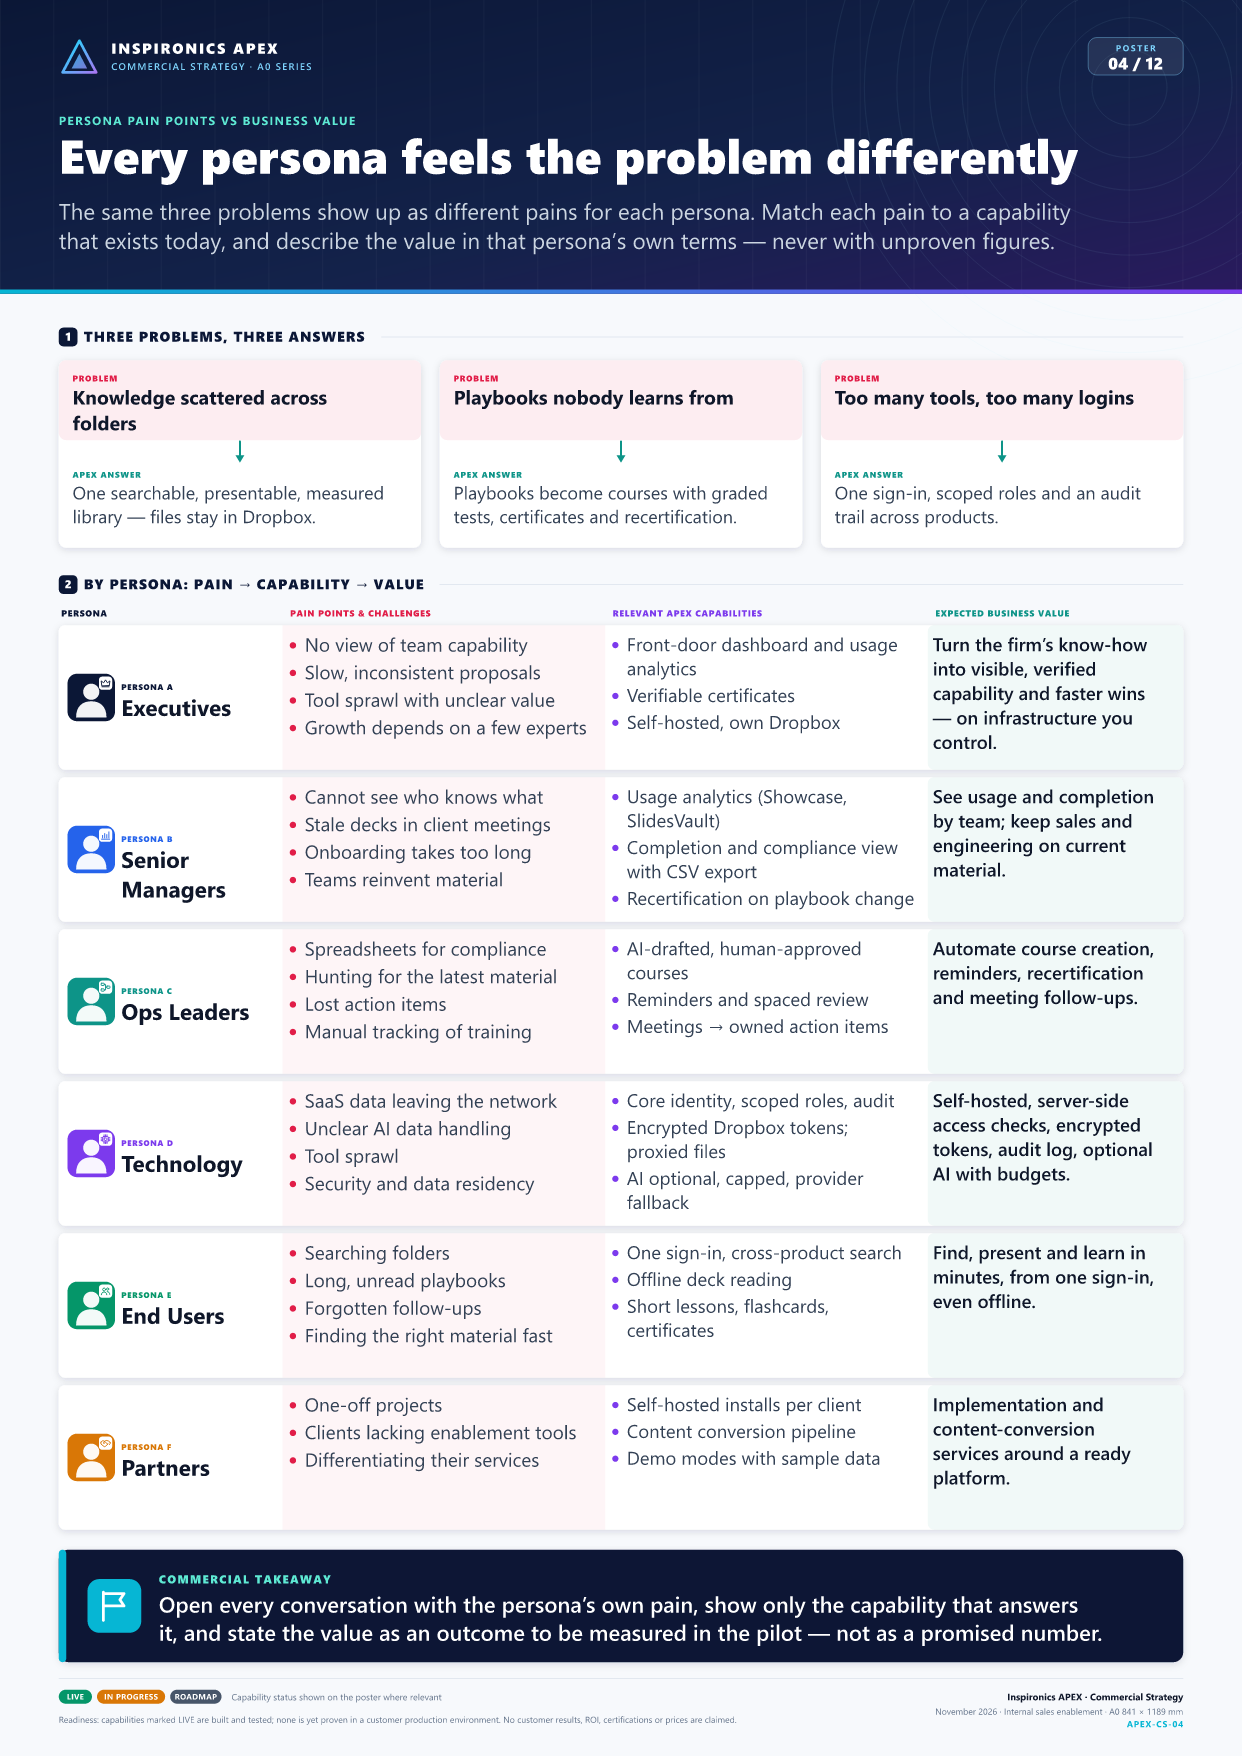 INSPIRONICS APEX
COMMERCIAL STRATEGY · A0 SERIES
POSTER
04 / 12
PERSONA PAIN POINTS VS BUSINESS VALUE
Every persona feels the problem differently
The same three problems show up as different pains for each persona. Match each pain to a capability
that exists today, and describe the value in that persona’s own terms — never with unproven figures.
1 THREE PROBLEMS, THREE ANSWERS
PROBLEM
Knowledge scattered across
folders
APEX ANSWER
One searchable, presentable, measured
library — files stay in Dropbox.
PROBLEM
Playbooks nobody learns from
APEX ANSWER
Playbooks become courses with graded
tests, certificates and recertification.
PROBLEM
Too many tools, too many logins
APEX ANSWER
One sign-in, scoped roles and an audit
trail across products.
2 BY PERSONA: PAIN → CAPABILITY → VALUE
PERSONA
PAIN POINTS & CHALLENGES
RELEVANT APEX CAPABILITIES
EXPECTED BUSINESS VALUE
PERSONA A
Executives
• No view of team capability
• Slow, inconsistent proposals
• Tool sprawl with unclear value
• Growth depends on a few experts
• Front-door dashboard and usage
analytics
• Verifiable certificates
• Self-hosted, own Dropbox
Turn the firm’s know-how
into visible, verified
capability and faster wins
— on infrastructure you
control.
PERSONA B
Senior
Managers
• Cannot see who knows what
• Stale decks in client meetings
• Onboarding takes too long
• Teams reinvent material
• Usage analytics (Showcase,
SlidesVault)
• Completion and compliance view
with CSV export
• Recertification on playbook change
See usage and completion
by team; keep sales and
engineering on current
material.
PERSONA C
Ops Leaders
• Spreadsheets for compliance
• Hunting for the latest material
• Lost action items
• Manual tracking of training
• AI-drafted, human-approved
courses
• Reminders and spaced review
• Meetings → owned action items
Automate course creation,
reminders, recertification
and meeting follow-ups.
PERSONA D
Technology
• SaaS data leaving the network
• Unclear AI data handling
• Tool sprawl
• Security and data residency
• Core identity, scoped roles, audit
• Encrypted Dropbox tokens;
proxied files
• AI optional, capped, provider
fallback
Self-hosted, server-side
access checks, encrypted
tokens, audit log, optional
AI with budgets.
PERSONA E
End Users
• Searching folders
• Long, unread playbooks
• Forgotten follow-ups
• Finding the right material fast
• One sign-in, cross-product search
• Offline deck reading
• Short lessons, flashcards,
certificates
Find, present and learn in
minutes, from one sign-in,
even offline.
PERSONA F
Partners
• One-off projects
• Clients lacking enablement tools
• Differentiating their services
• Self-hosted installs per client
• Content conversion pipeline
• Demo modes with sample data
Implementation and
content-conversion
services around a ready
platform.
COMMERCIAL TAKEAWAY
Open every conversation with the persona’s own pain, show only the capability that answers
it, and state the value as an outcome to be measured in the pilot — not as a promised number.
LIVE IN PROGRESS ROADMAP Capability status shown on the poster where relevant
Readiness: capabilities marked LIVE are built and tested; none is yet proven in a customer production environment. No customer results, ROI, certifications or prices are claimed.
Inspironics APEX · Commercial Strategy
November 2026 · Internal sales enablement · A0 841 × 1189 mm
APEX-CS-04